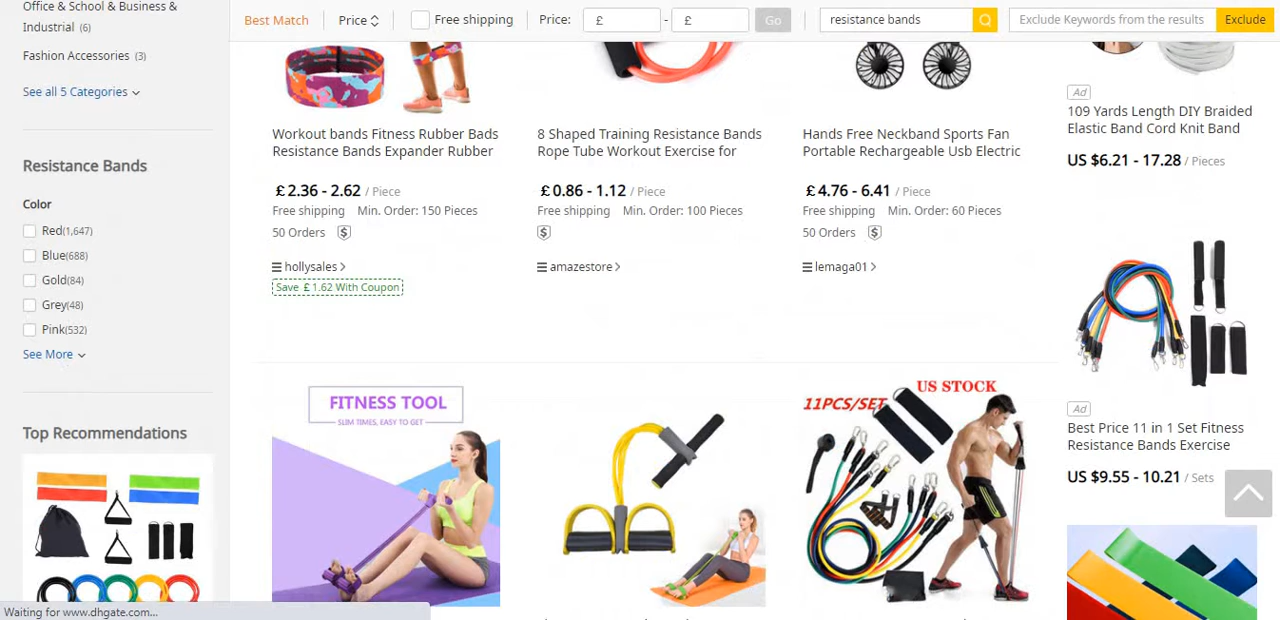 Office & School & Business &
Industrial (6)
Fashion Accessories (3)
See all 5 Categories
Resistance Bands
Color
Red(1,647)
Blue(688)
Gold(84)
Grey(48)
Pink(532)
See More
Top Recommendations
Waiting for www.dhgate.com...
Best Match
Price
Free shipping
Price:
£
-
£
Go
resistance bands
Exclude Keywords from the results
Exclude
Workout bands Fitness Rubber Bads
Resistance Bands Expander Rubber
£2.36 - 2.62 / Piece
Free shipping Min. Order: 150 Pieces
50 Orders
hollysales
Save £1.62 With Coupon
8 Shaped Training Resistance Bands
Rope Tube Workout Exercise for
£0.86 - 1.12 / Piece
Free shipping Min. Order: 100 Pieces
amazestore
Hands Free Neckband Sports Fan
Portable Rechargeable Usb Electric
£4.76 - 6.41 / Piece
Free shipping Min. Order: 60 Pieces
50 Orders
lemaga01
FITNESS TOOL
SLIM TIMES, EASY TO GET
US STOCK
11PCS/SET
Ad
109 Yards Length DIY Braided
Elastic Band Cord Knit Band
US $6.21 - 17.28 / Pieces
Ad
Best Price 11 in 1 Set Fitness
Resistance Bands Exercise
US $9.55 - 10.21 / Sets